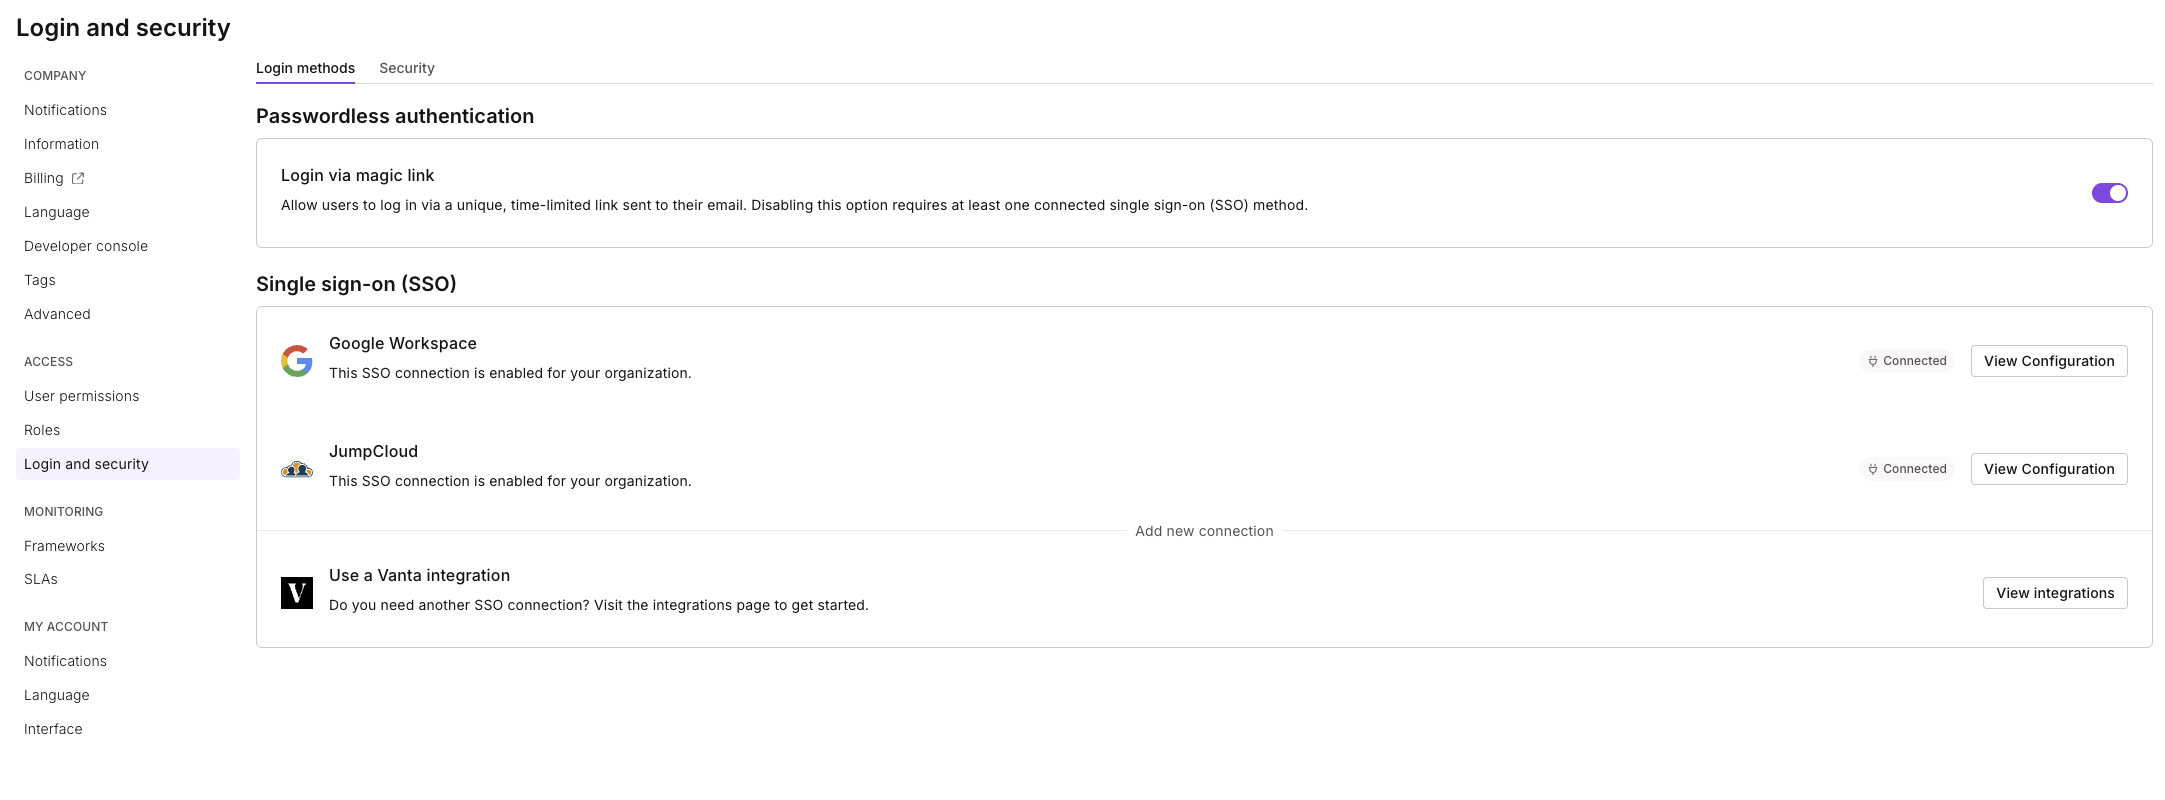 Login and security
COMPANY
Notifications
Information
Billing
Language
Developer console
Tags
Advanced
ACCESS
User permissions
Roles
Login and security
MONITORING
Frameworks
SLAs
MY ACCOUNT
Notifications
Language
Interface
Login methods
Security
Passwordless authentication
Login via magic link
Allow users to log in via a unique, time-limited link sent to their email. Disabling this option requires at least one connected single sign-on (SSO) method.
Single sign-on (SSO)
Google Workspace
This SSO connection is enabled for your organization.
Connected
View Configuration
JumpCloud
This SSO connection is enabled for your organization.
Connected
View Configuration
Add new connection
V
Use a Vanta integration
Do you need another SSO connection? Visit the integrations page to get started.
View integrations